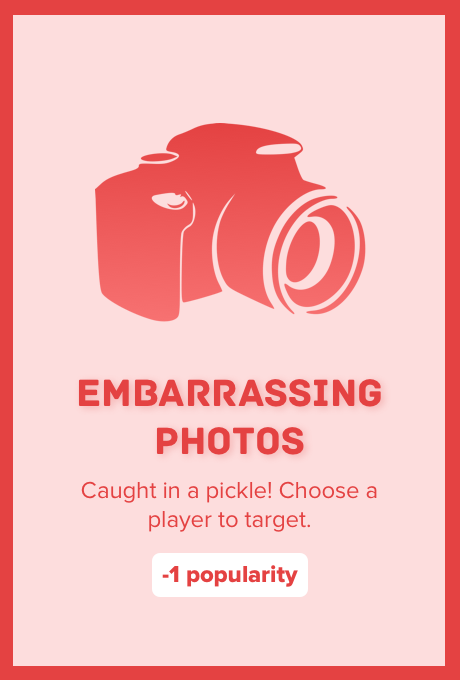 EMBARRASSING
PHOTOS
Caught in a pickle! Choose a
player to target.
-1 popularity